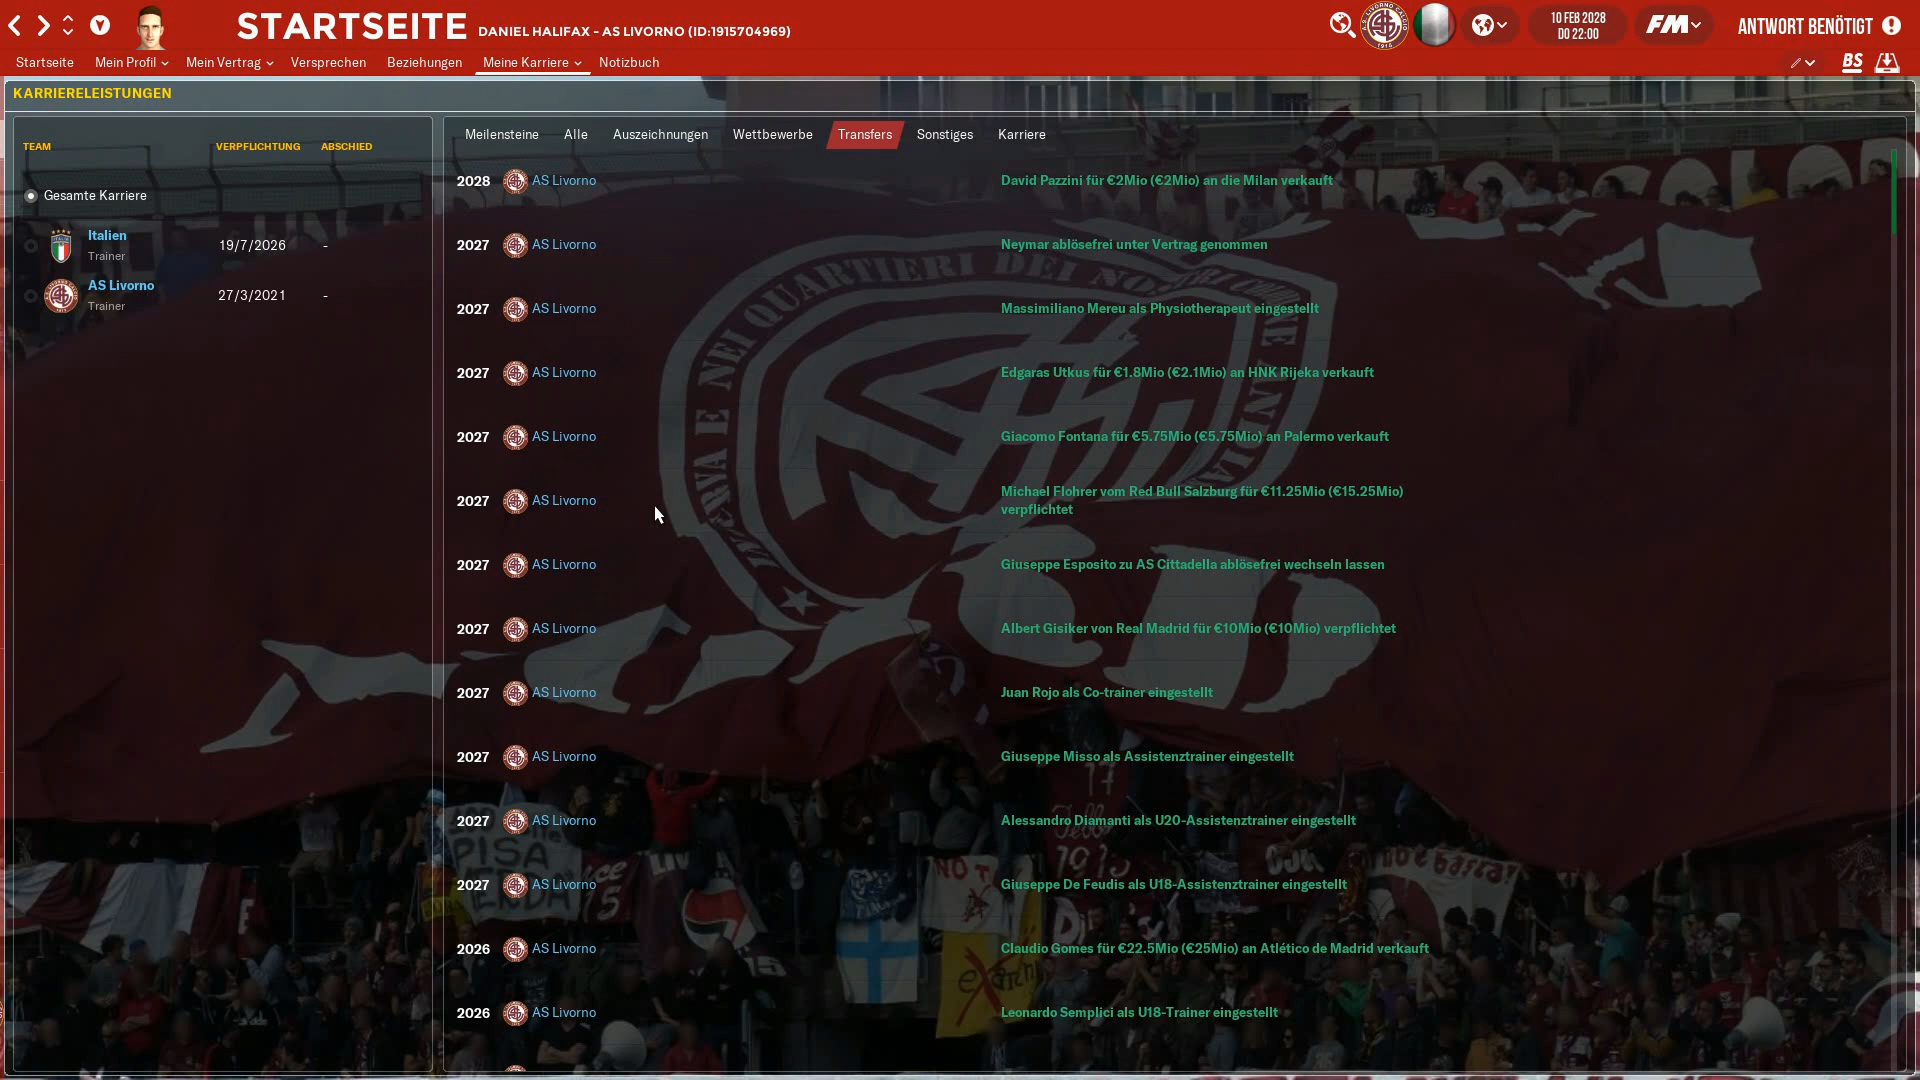 STARTSEITE
DANIEL HALIFAX - AS LIVORNO (ID:1915704969)
10 FEB 2028
DO 22:00
FM
ANTWORT BENÖTIGT
Startseite
Mein Profil
Mein Vertrag
Versprechen
Beziehungen
Meine Karriere
Notizbuch
BS
KARRIERELEISTUNGEN
TEAM
VERPFLICHTUNG
ABSCHIED
Gesamte Karriere
Italien
Trainer
19/7/2026
-
AS Livorno
Trainer
27/3/2021
-
Meilensteine
Alle
Auszeichnungen
Wettbewerbe
Transfers
Sonstiges
Karriere
2028 AS Livorno David Pazzini für €2Mio (€2Mio) an die Milan verkauft
2027 AS Livorno Neymar ablösefrei unter Vertrag genommen
2027 AS Livorno Massimiliano Mereu als Physiotherapeut eingestellt
2027 AS Livorno Edgaras Utkus für €1.8Mio (€2.1Mio) an HNK Rijeka verkauft
2027 AS Livorno Giacomo Fontana für €5.75Mio (€5.75Mio) an Palermo verkauft
2027 AS Livorno Michael Flohrer vom Red Bull Salzburg für €11.25Mio (€15.25Mio)
verpflichtet
2027 AS Livorno Giuseppe Esposito zu AS Cittadella ablösefrei wechseln lassen
2027 AS Livorno Albert Gisiker von Real Madrid für €10Mio (€10Mio) verpflichtet
2027 AS Livorno Juan Rojo als Co-trainer eingestellt
2027 AS Livorno Giuseppe Misso als Assistenztrainer eingestellt
2027 AS Livorno Alessandro Diamanti als U20-Assistenztrainer eingestellt
2027 AS Livorno Giuseppe De Feudis als U18-Assistenztrainer eingestellt
2026 AS Livorno Claudio Gomes für €22.5Mio (€25Mio) an Atlético de Madrid verkauft
2026 AS Livorno Leonardo Semplici als U18-Trainer eingestellt
PISA